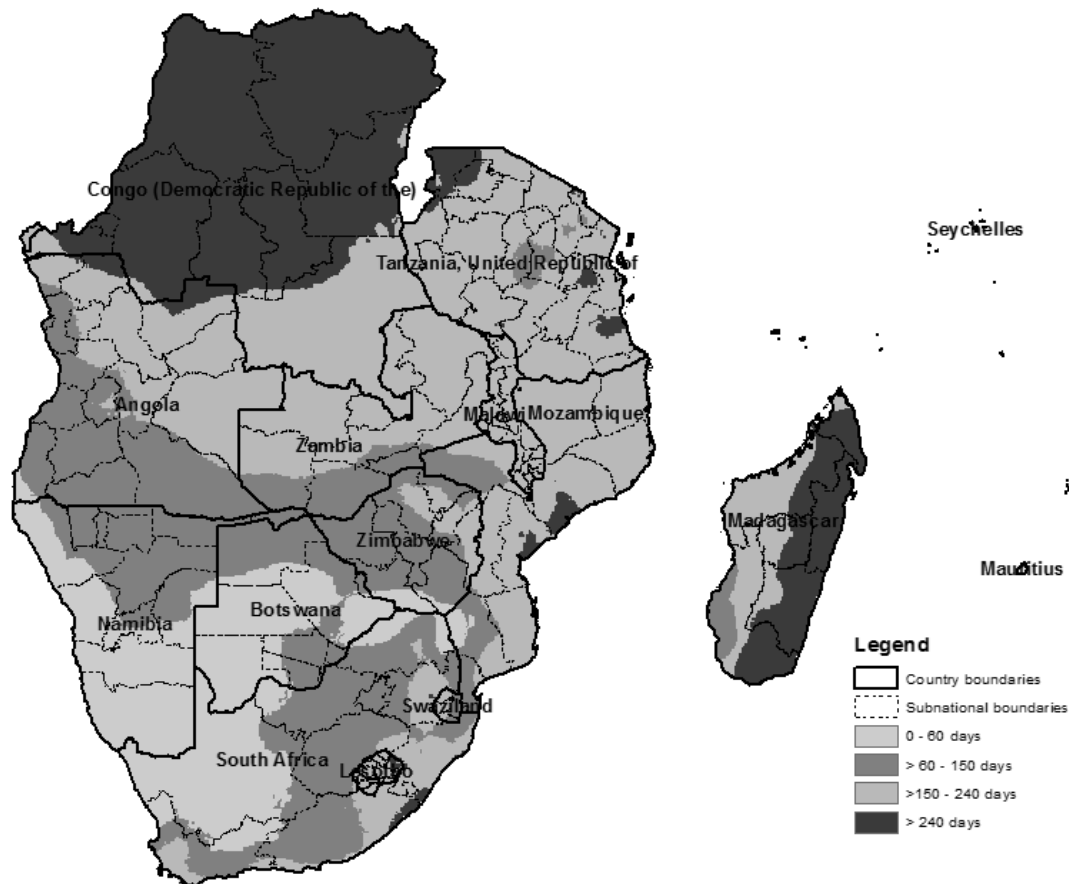 Congo (Democratic Republic of the)
Seychelles
Tanzania, United Republic of
Angola
Malawi
Mozambique
Zambia
Madagascar
Zimbabwe
Mauritius
Botswana
Namibia
Swaziland
South Africa
Lesotho
Legend
Country boundaries
Subnational boundaries
0 - 60 days
> 60 - 150 days
>150 - 240 days
> 240 days